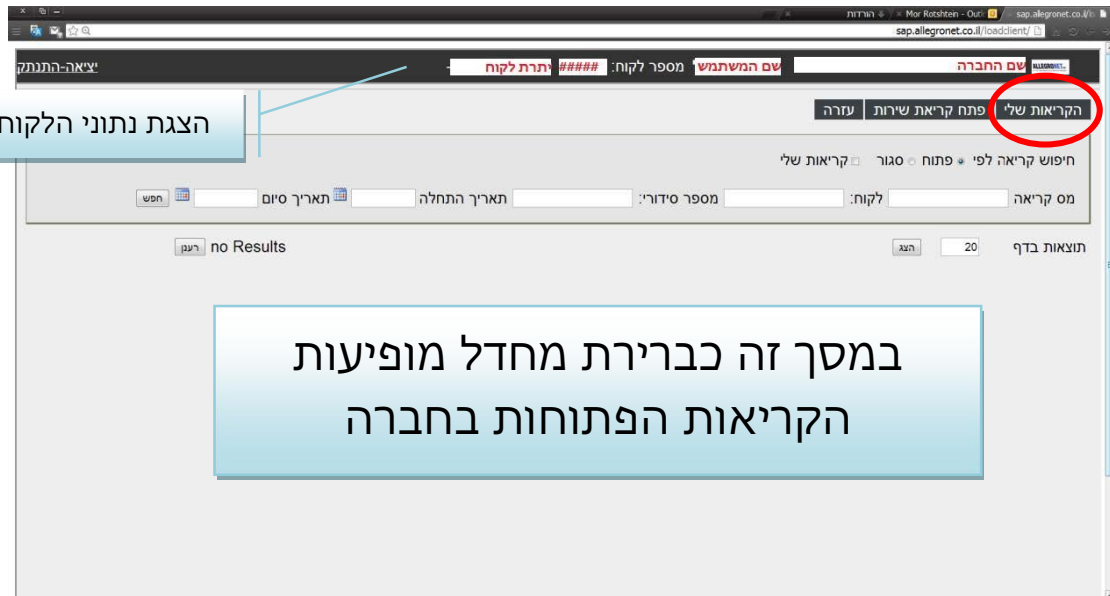 הורדות
Mor Rotshtein - Out
sap.allegronet.co.il/lo
sap.allegronet.co.il/loadclient/
ALLEGRONET
שם החברה
שם המשתמש
מספר לקוח: #####
יתרת לקוח
יציאה-התנתק
הצגת נתוני הלקוח
הקריאות שלי
פתח קריאת שירות
עזרה
חיפוש קריאה לפי פתוח סגור קריאות שלי
מס קריאה לקוח: מספר סידורי: תאריך התחלה תאריך סיום חפש
תוצאות בדף 20 הצג no Results רענן
במסך זה כברירת מחדל מופיעות
הקריאות הפתוחות בחברה